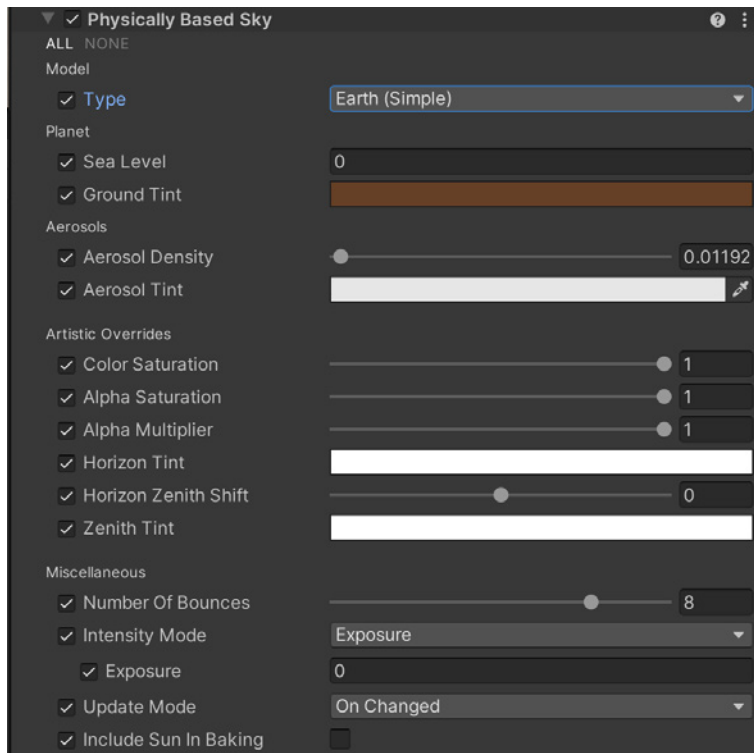 Physically Based Sky
ALL NONE
Model
Type Earth (Simple)
Planet
Sea Level 0
Ground Tint
Aerosols
Aerosol Density 0.01192
Aerosol Tint
Artistic Overrides
Color Saturation 1
Alpha Saturation 1
Alpha Multiplier 1
Horizon Tint
Horizon Zenith Shift 0
Zenith Tint
Miscellaneous
Number Of Bounces 8
Intensity Mode Exposure
Exposure 0
Update Mode On Changed
Include Sun In Baking